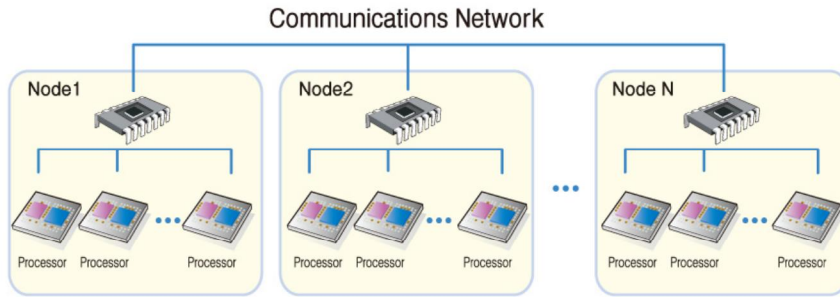 Communications Network
Node1
Node2
Node N
Processor Processor Processor
Processor Processor Processor
Processor Processor Processor